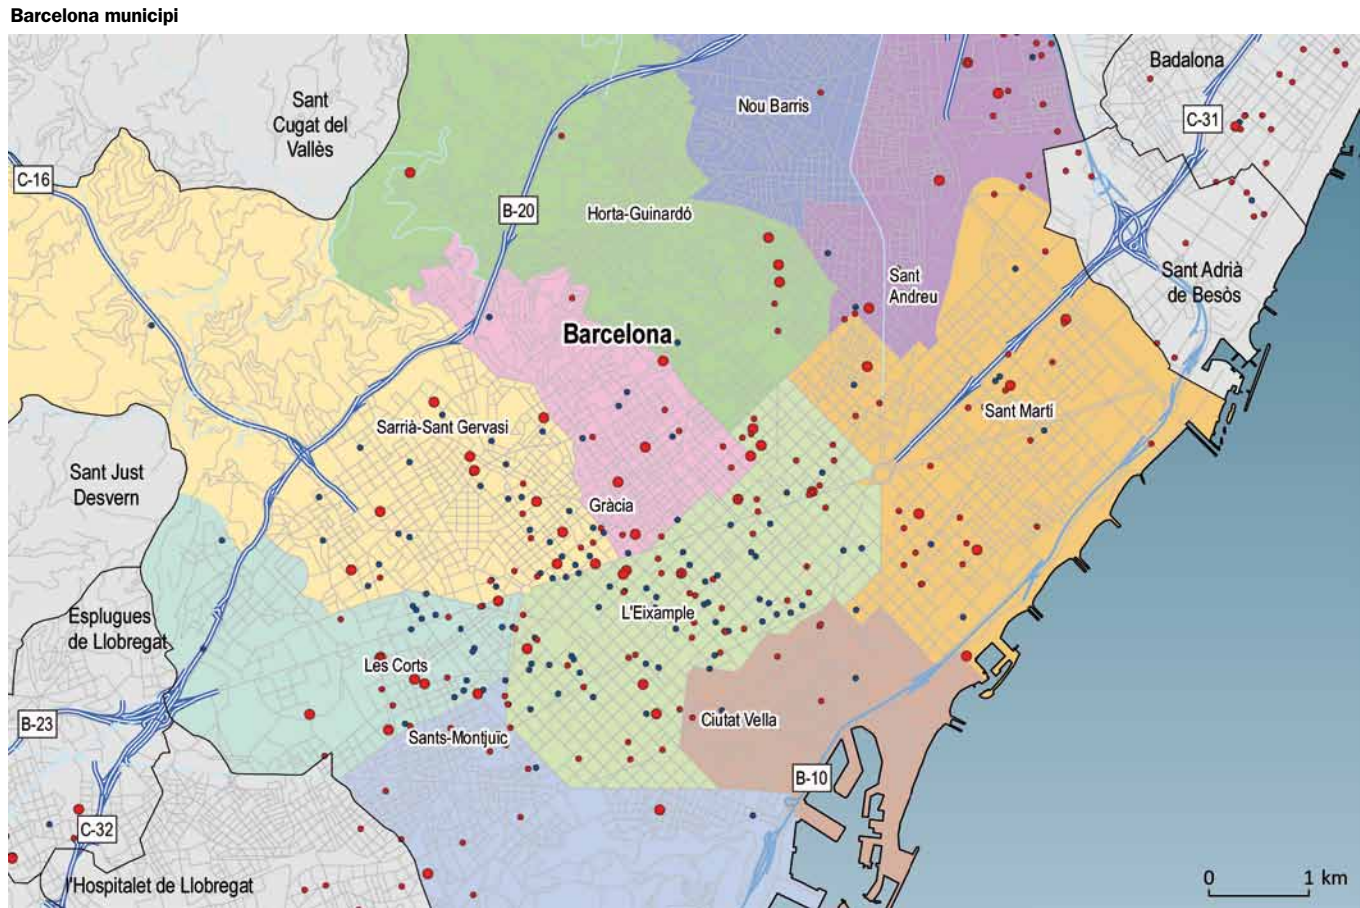 Barcelona municipi
Badalona
Sant
Cugat del
Vallès
Nou Barris
C-31
C-16
B-20
Horta-Guinardó
Sant Adrià
de Besòs
Sant
Andreu
Barcelona
Sant Martí
Sarrià-Sant Gervasi
Sant Just
Desvern
Gràcia
Esplugues
de Llobregat
L'Eixample
Les Corts
B-23
Ciutat Vella
Sants-Montjuïc
B-10
C-32
l'Hospitalet de Llobregat
0 1 km